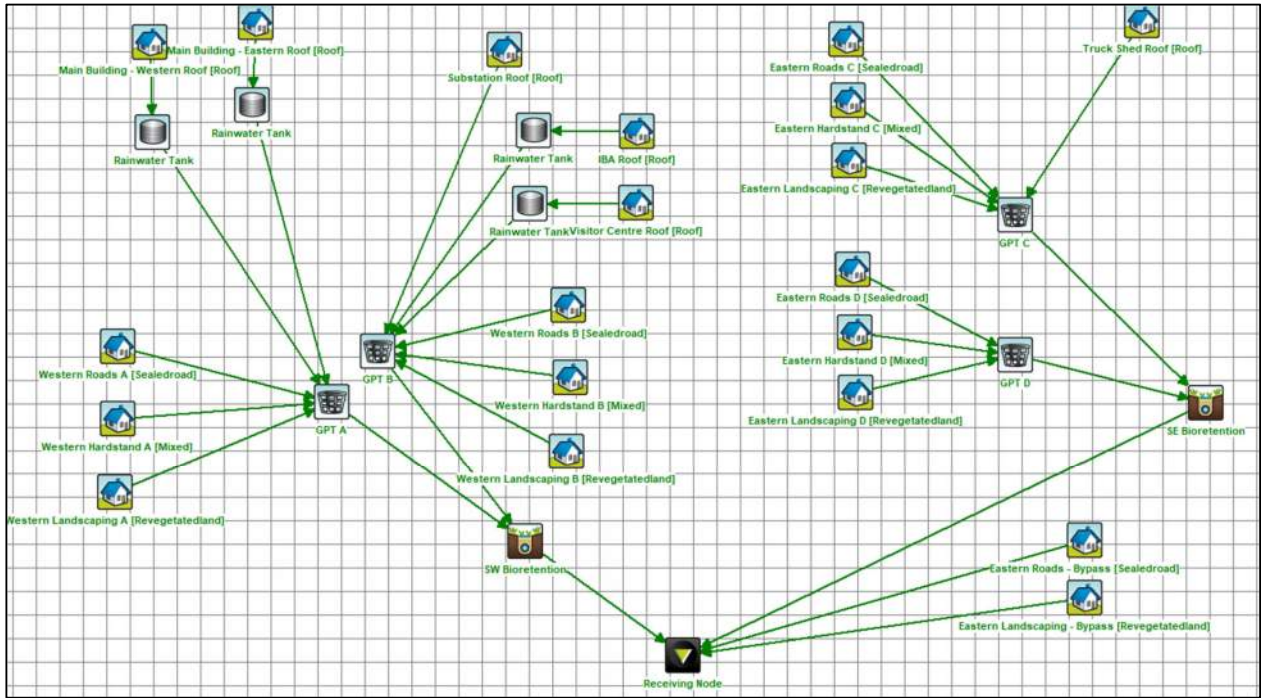 Main Building - Eastern Roof [Roof]
Main Building - Western Roof [Roof]
Rainwater Tank
Rainwater Tank
Substation Roof [Roof]
Rainwater Tank
IBA Roof [Roof]
Rainwater Tank
Visitor Centre Roof [Roof]
Western Roads B [Sealedroad]
GPT B
Western Hardstand B [Mixed]
Western Landscaping B [Revegetatedland]
Western Roads A [Sealedroad]
GPT A
Western Hardstand A [Mixed]
Western Landscaping A [Revegetatedland]
SW Bioretention
Truck Shed Roof [Roof]
Eastern Roads C [Sealedroad]
Eastern Hardstand C [Mixed]
Eastern Landscaping C [Revegetatedland]
GPT C
Eastern Roads D [Sealedroad]
Eastern Hardstand D [Mixed]
GPT D
Eastern Landscaping D [Revegetatedland]
SE Bioretention
Eastern Roads - Bypass [Sealedroad]
Eastern Landscaping - Bypass [Revegetatedland]
Receiving Node